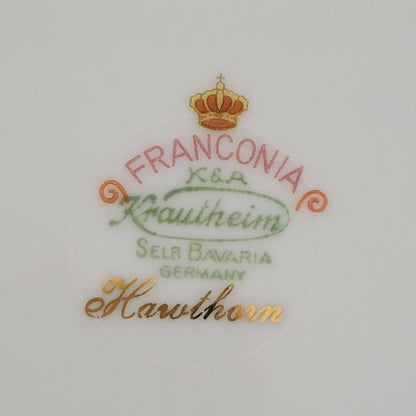 FRANCONIA
K&A
Krautheim
SELB BAVARIA
GERMANY
Hawthorn